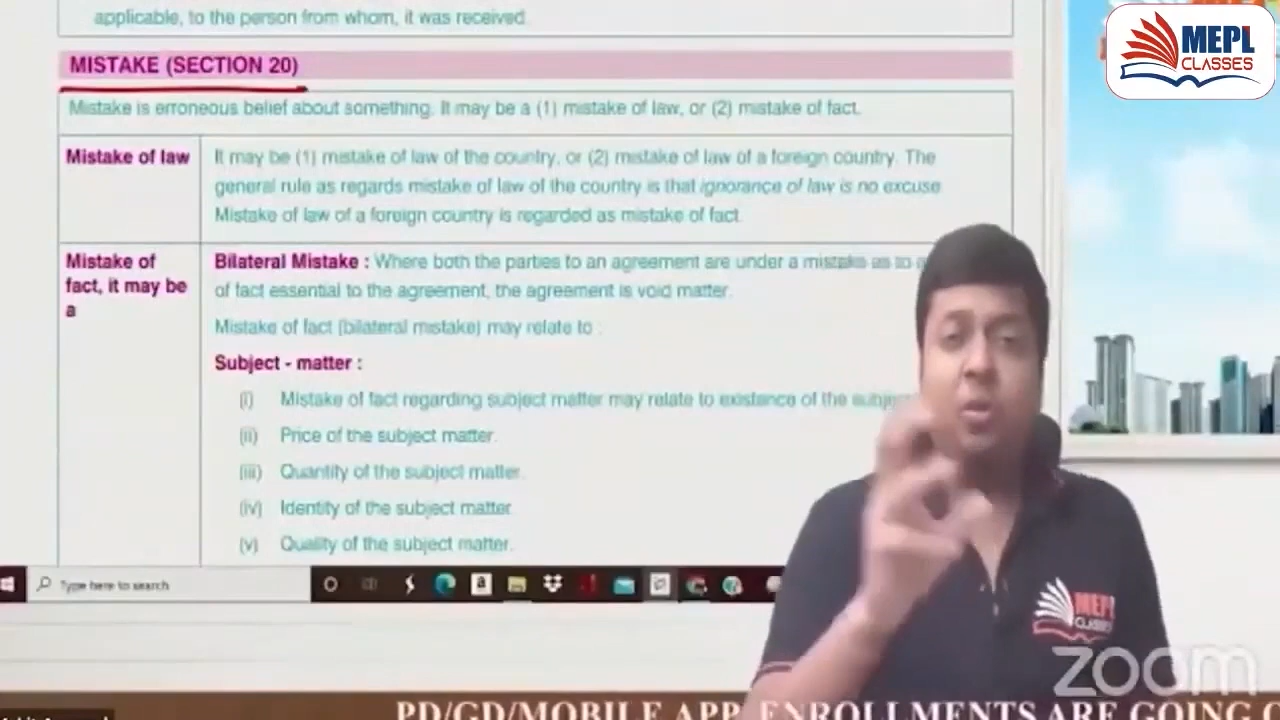 applicable, to the person from whom, it was received.
MEPL
CLASSES
MISTAKE (SECTION 20)
Mistake is erroneous belief about something. It may be a (1) mistake of law, or (2) mistake of fact.
Mistake of law
It may be (1) mistake of law of the country, or (2) mistake of law of a foreign country. The
general rule as regards mistake of law of the country is that ignorance of law is no excuse
Mistake of law of a foreign country is regarded as mistake of fact.
Mistake of
fact, it may be
a
Bilateral Mistake : Where both the parties to an agreement are under a mistake as to a
of fact essential to the agreement, the agreement is void matter.
Mistake of fact (bilateral mistake) may relate to :
Subject - matter :
(i) Mistake of fact regarding subject matter may relate to existence of the
(ii) Price of the subject matter.
(iii) Quantity of the subject matter.
(iv) Identity of the subject matter
(v) Quality of the subject matter.
Type here to search
MEPL
CLASSES
zoom
PD/GD/MOBILE APP ENROLLMENTS ARE GOING